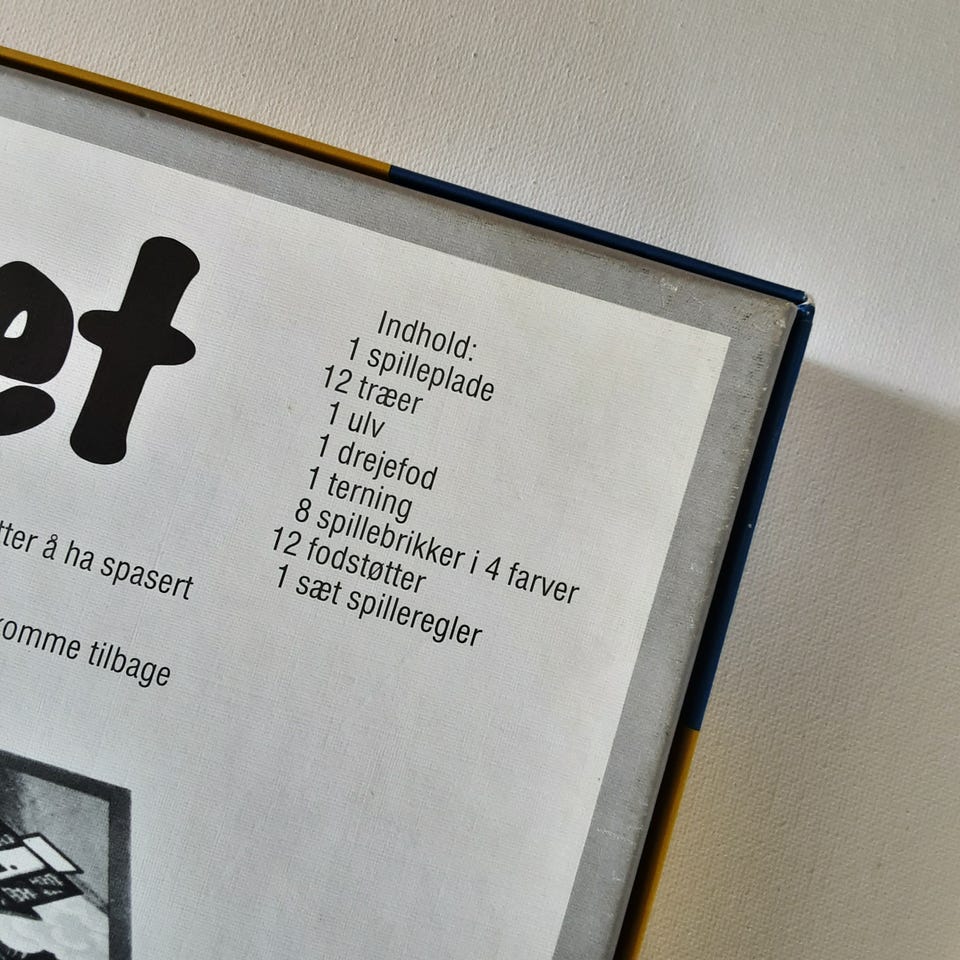 et
Indhold:
1 spilleplade
12 træer
1 ulv
1 drejefod
1 terning
8 spillebrikker i 4 farver
12 fodstøtter
1 sæt spilleregler
tter å ha spasert
komme tilbage